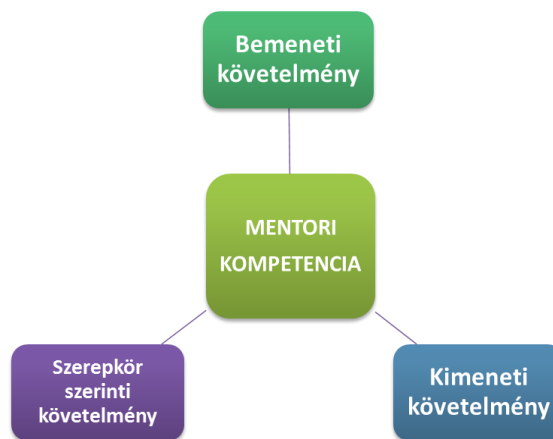 Bemeneti
követelmény
MENTORI
KOMPETENCIA
Szerepkör
szerinti
követelmény
Kimeneti
követelmény